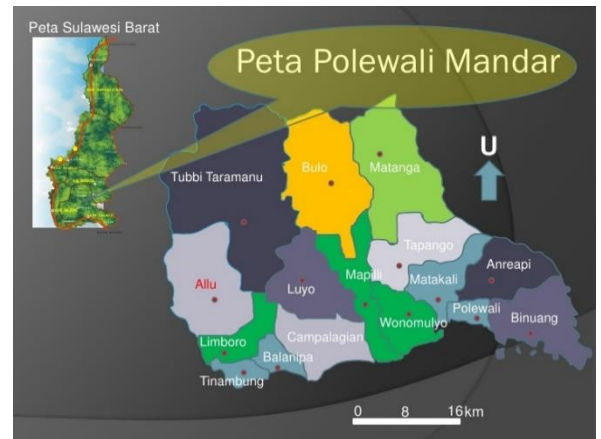 Peta Sulawesi Barat
Peta Polewali Mandar
U
Bulo
Matanga
Tubbi Taramanu
Tapango
Anreapi
Mapilli
Matakali
Allu
Luyo
Polewali
Binuang
Wonomulyo
Limboro
Campalagian
Balanipa
Tinambung
0 8 16km